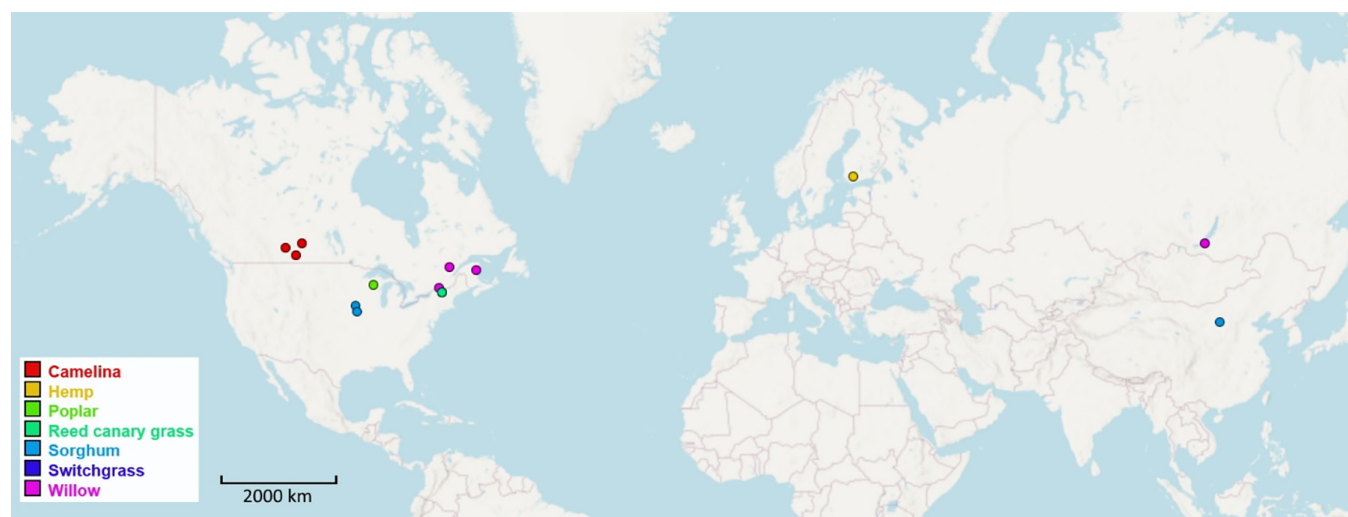 Camelina
Hemp
Poplar
Reed canary grass
Sorghum
Switchgrass
Willow
2000 km